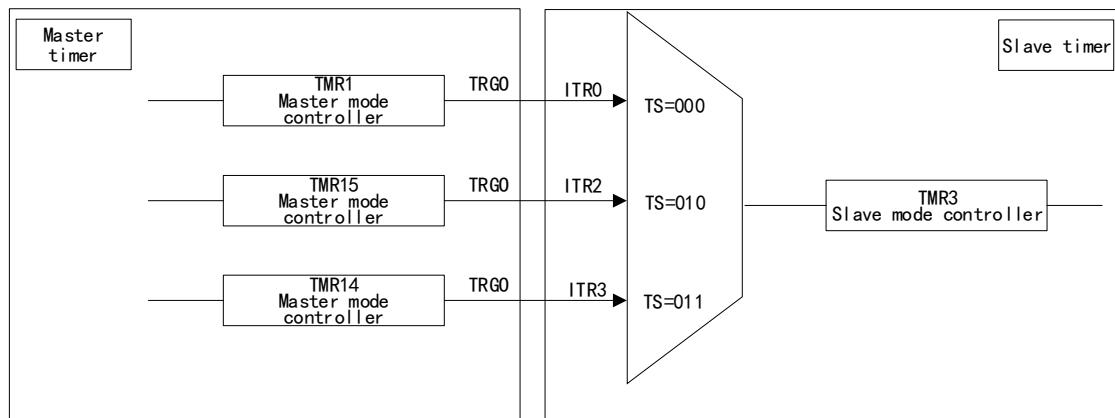 Master
timer
Slave timer
TMR1
Master mode
controller
TRGO
ITR0
TS=000
TMR15
Master mode
controller
TRGO
ITR2
TS=010
TMR3
Slave mode controller
TMR14
Master mode
controller
TRGO
ITR3
TS=011